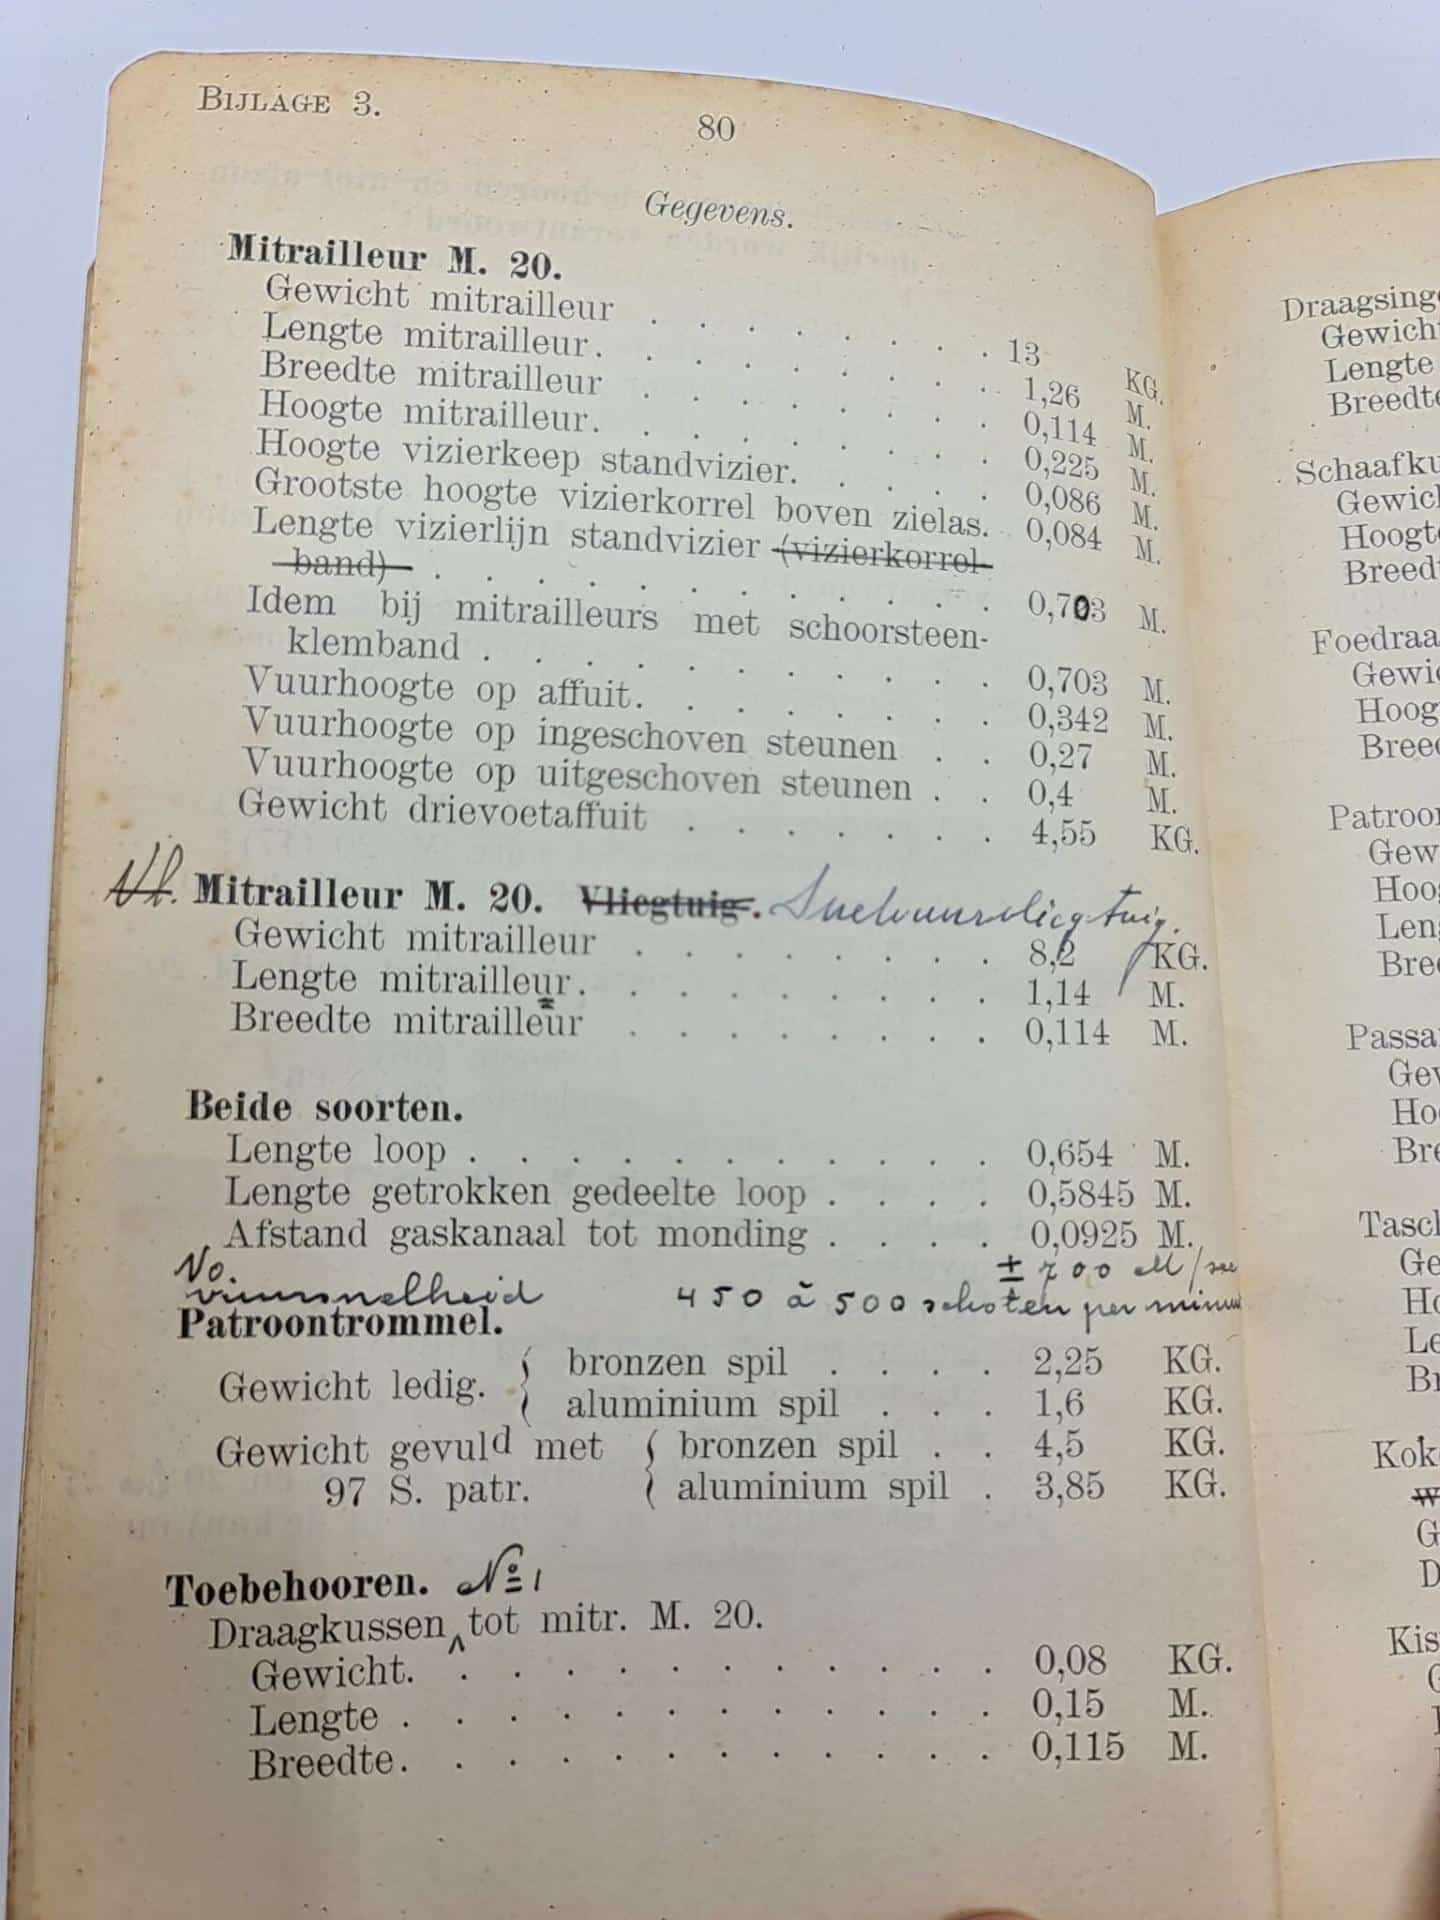 BIJLAGE 3.
80
Gegevens.
Mitrailleur M. 20.
Gewicht mitrailleur . . . . . . . . 13 KG.
Lengte mitrailleur. . . . . . . . . 1,26 M.
Breedte mitrailleur . . . . . . . . 0,114 M.
Hoogte mitrailleur. . . . . . . . . 0,225 M.
Hoogte vizierkeep standvizier. . . . . 0,086 M.
Grootste hoogte vizierkorrel boven zielas. 0,084 M.
Lengte vizierlijn standvizier (vizierkorrel-
band) . . . . . . . . . . . 0,703 M.
Idem bij mitrailleurs met schoorsteen-
klemband . . . . . . . . . . 0,703 M.
Vuurhoogte op affuit. . . . . . . . 0,342 M.
Vuurhoogte op ingeschoven steunen . . 0,27 M.
Vuurhoogte op uitgeschoven steunen . . 0,4 M.
Gewicht drievoetaffuit . . . . . . . 4,55 KG.
Vl. Mitrailleur M. 20. Vliegtuig. Snelvuurvliegtuig.
Gewicht mitrailleur . . . . . . . . 8,2 KG.
Lengte mitrailleur. . . . . . . . . 1,14 M.
Breedte mitrailleur . . . . . . . . 0,114 M.
Beide soorten.
Lengte loop . . . . . . . . . . . 0,654 M.
Lengte getrokken gedeelte loop . . . . 0,5845 M.
Afstand gaskanaal tot monding . . . . 0,0925 M.
Vo. ± 700 M/sec
vuursnelheid 450 à 500 schoten per minuut
Patroontrommel.
Gewicht ledig. { bronzen spil . . . . 2,25 KG.
{ aluminium spil . . . 1,6 KG.
Gewicht gevuld met { bronzen spil . . 4,5 KG.
97 S. patr. { aluminium spil . 3,85 KG.
Toebehooren. No 1
Draagkussen ^ tot mitr. M. 20.
Gewicht. . . . . . . . . . . . 0,08 KG.
Lengte . . . . . . . . . . . . 0,15 M.
Breedte. . . . . . . . . . . . 0,115 M.
Gewicht
Lengte
Breedte
Hoogte